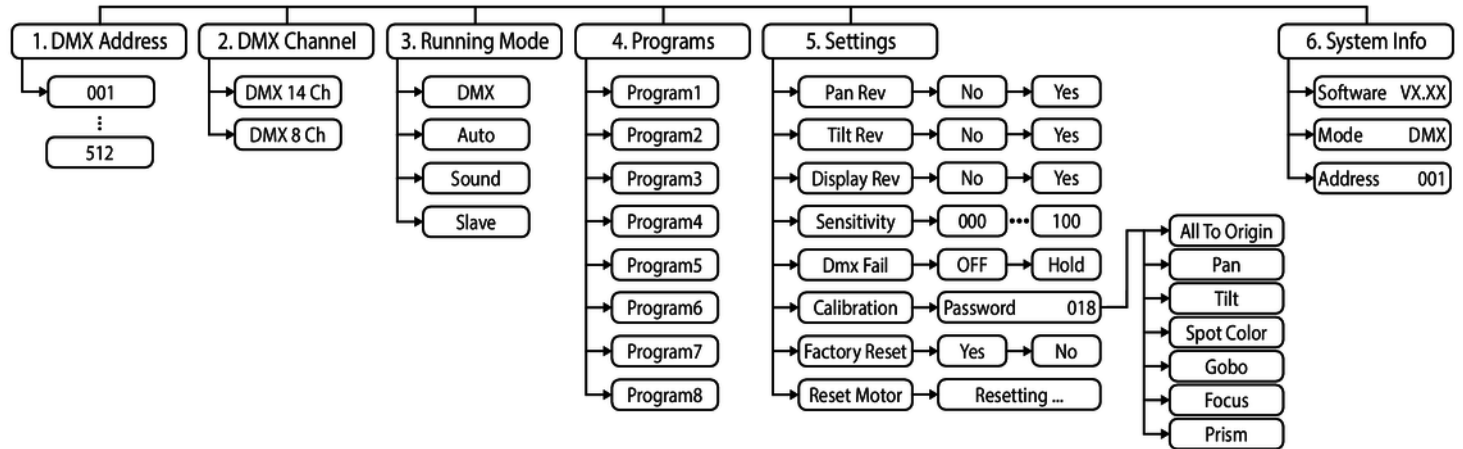 1. DMX Address
001
⋮
512
2. DMX Channel
DMX 14 Ch
DMX 8 Ch
3. Running Mode
DMX
Auto
Sound
Slave
4. Programs
Program1
Program2
Program3
Program4
Program5
Program6
Program7
Program8
5. Settings
Pan Rev No Yes
Tilt Rev No Yes
Display Rev No Yes
Sensitivity 000 ••• 100
Dmx Fail OFF Hold
Calibration Password 018
All To Origin
Pan
Tilt
Spot Color
Gobo
Focus
Prism
Factory Reset Yes No
Reset Motor Resetting ...
6. System Info
Software VX.XX
Mode DMX
Address 001